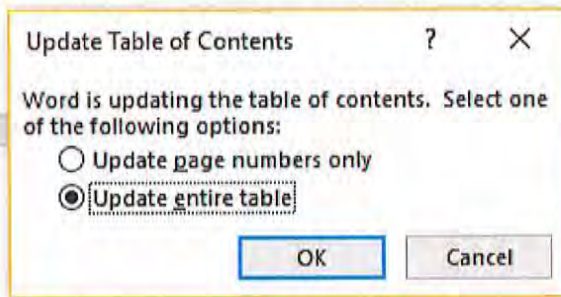 Update Table of Contents ? ×
Word is updating the table of contents. Select one
of the following options:
Update page numbers only
Update entire table
OK Cancel